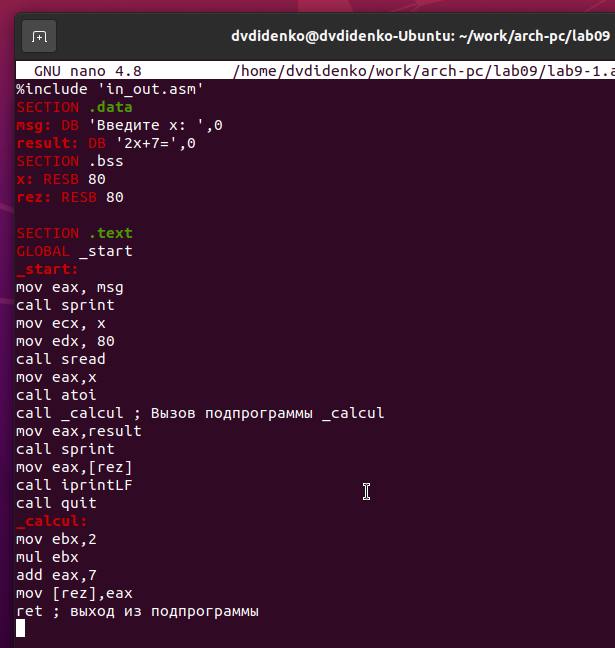 dvdidenko@dvdidenko-Ubuntu: ~/work/arch-pc/lab09
GNU nano 4.8 /home/dvdidenko/work/arch-pc/lab09/lab9-1.a
%include 'in_out.asm'
SECTION .data
msg: DB 'Введите x: ',0
result: DB '2x+7=',0
SECTION .bss
x: RESB 80
rez: RESB 80
SECTION .text
GLOBAL _start
_start:
mov eax, msg
call sprint
mov ecx, x
mov edx, 80
call sread
mov eax,x
call atoi
call _calcul ; Вызов подпрограммы _calcul
mov eax,result
call sprint
mov eax,[rez]
call iprintLF
call quit
_calcul:
mov ebx,2
mul ebx
add eax,7
mov [rez],eax
ret ; выход из подпрограммы